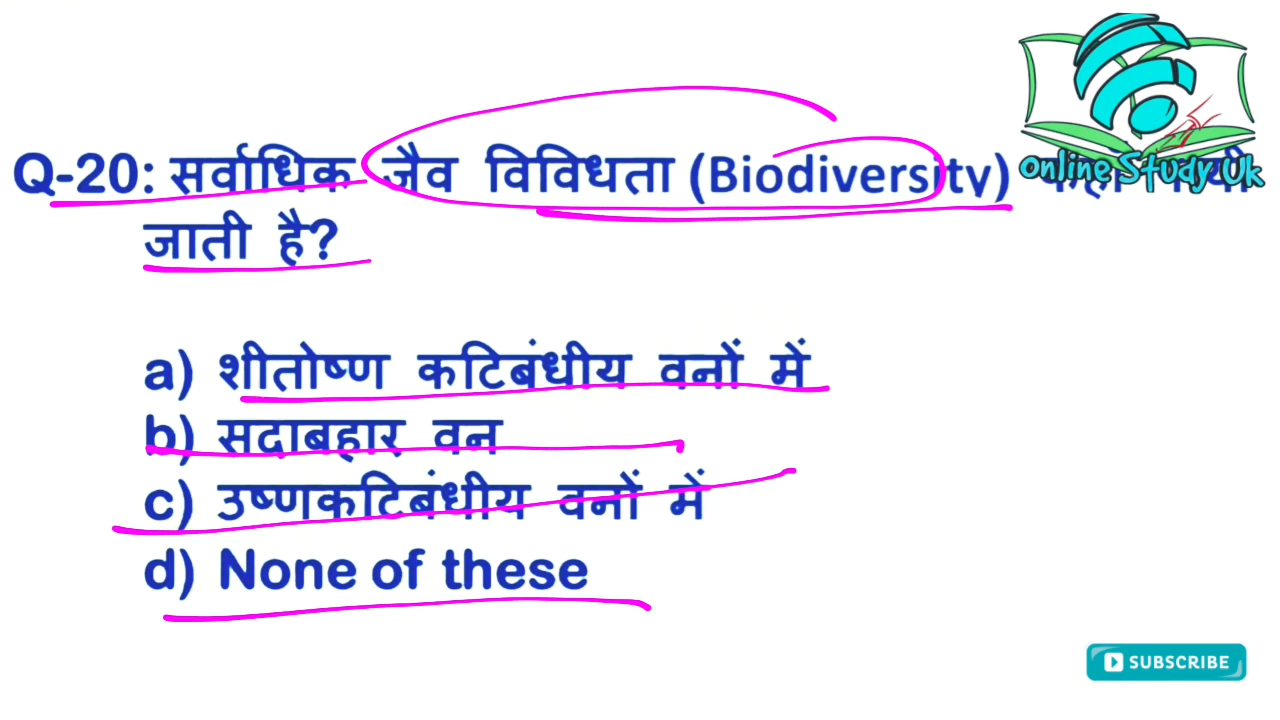 Online Study Uk
Q-20: सर्वाधिक जैव विविधता (Biodiversity)
जाती है?
a) शीतोष्ण कटिबंधीय वनों में
b) सदाबहार वन
c) उष्णकटिबंधीय वनों में
d) None of these
SUBSCRIBE